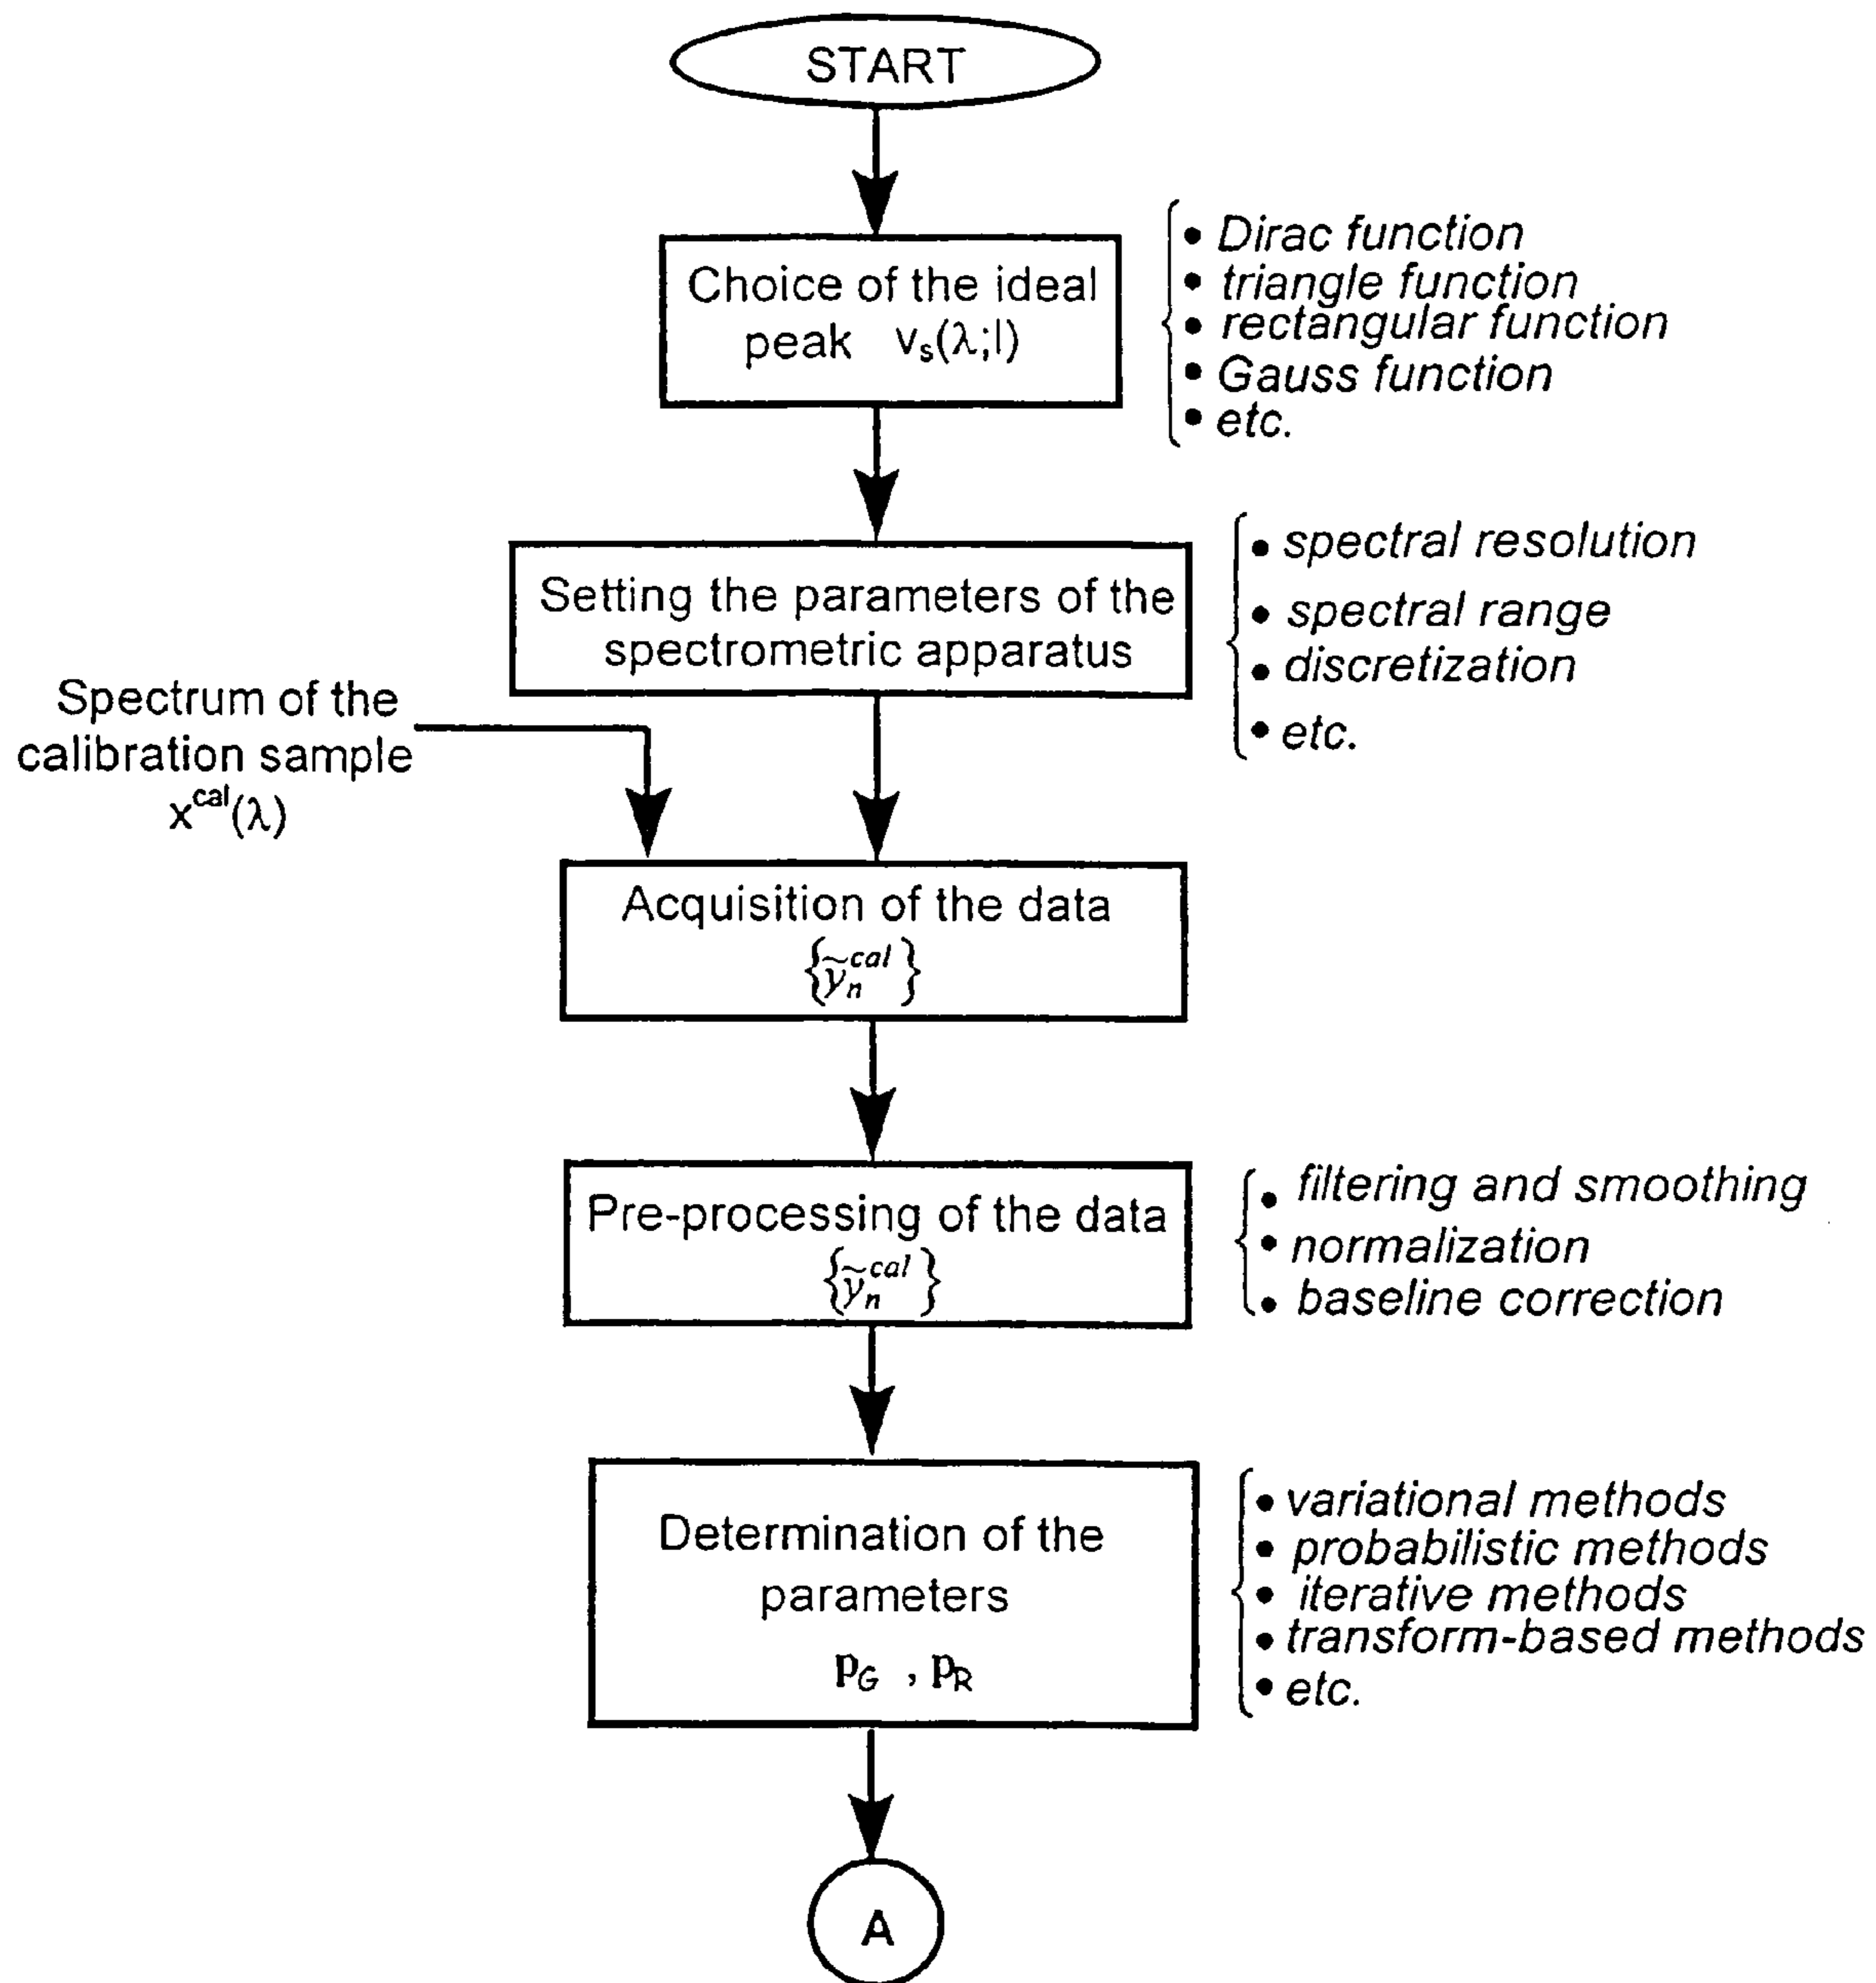 START
Choice of the ideal
peak vₛ(λ;l)
• Dirac function
• triangle function
• rectangular function
• Gauss function
• etc.
Setting the parameters of the
spectrometric apparatus
• spectral resolution
• spectral range
• discretization
• etc.
Spectrum of the
calibration sample
x^cal(λ)
Acquisition of the data
{ỹ_n^cal}
Pre-processing of the data
{ỹ_n^cal}
• filtering and smoothing
• normalization
• baseline correction
Determination of the
parameters
p_G , p_R
• variational methods
• probabilistic methods
• iterative methods
• transform-based methods
• etc.
A